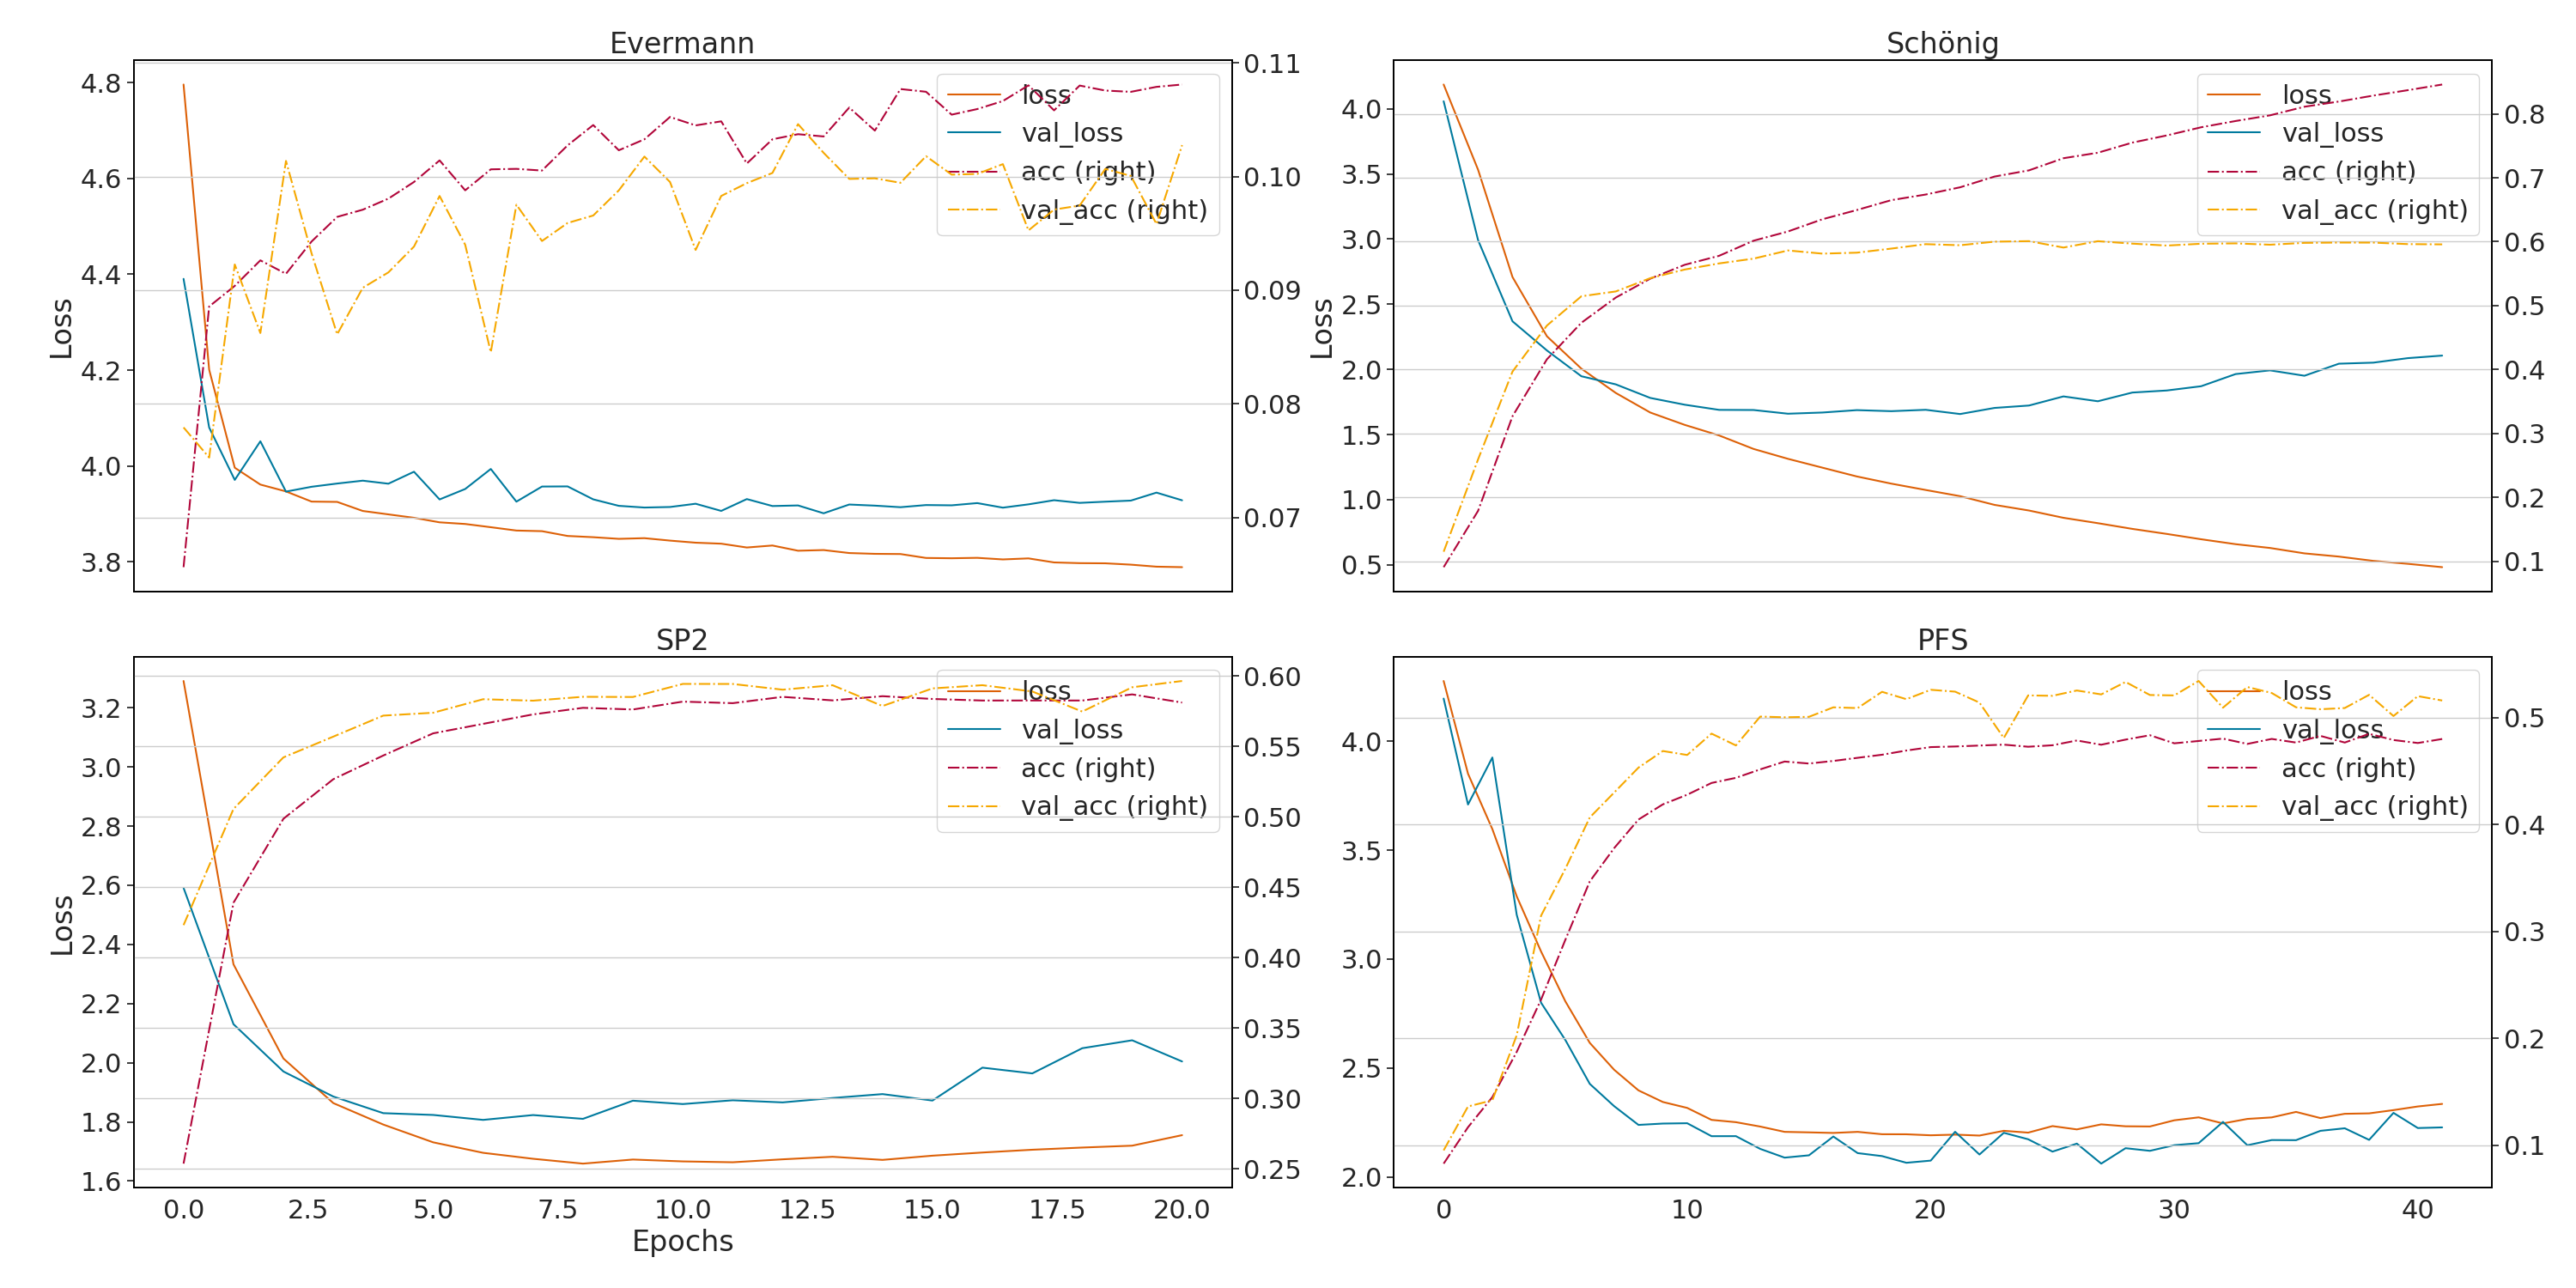 Evermann
4.8
4.6
4.4
4.2
4.0
3.8
Loss
0.11
0.10
0.09
0.08
0.07
loss
val_loss
acc (right)
val_acc (right)
Schönig
4.0
3.5
3.0
2.5
2.0
1.5
1.0
0.5
Loss
0.8
0.7
0.6
0.5
0.4
0.3
0.2
0.1
loss
val_loss
acc (right)
val_acc (right)
SP2
3.2
3.0
2.8
2.6
2.4
2.2
2.0
1.8
1.6
Loss
0.60
0.55
0.50
0.45
0.40
0.35
0.30
0.25
loss
val_loss
acc (right)
val_acc (right)
0.0 2.5 5.0 7.5 10.0 12.5 15.0 17.5 20.0
Epochs
PFS
4.0
3.5
3.0
2.5
2.0
0.5
0.4
0.3
0.2
0.1
loss
val_loss
acc (right)
val_acc (right)
0 10 20 30 40